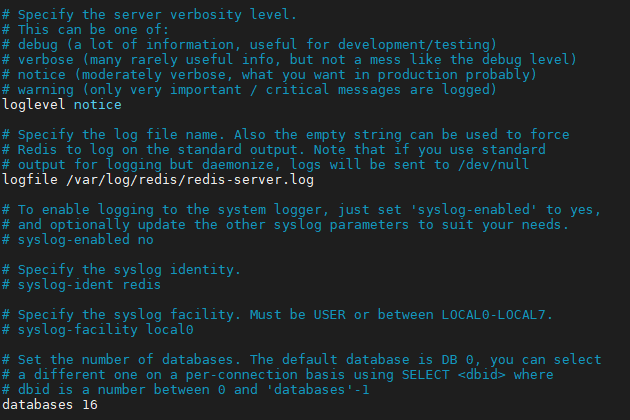 # Specify the server verbosity level.
# This can be one of:
# debug (a lot of information, useful for development/testing)
# verbose (many rarely useful info, but not a mess like the debug level)
# notice (moderately verbose, what you want in production probably)
# warning (only very important / critical messages are logged)
loglevel notice

# Specify the log file name. Also the empty string can be used to force
# Redis to log on the standard output. Note that if you use standard
# output for logging but daemonize, logs will be sent to /dev/null
logfile /var/log/redis/redis-server.log

# To enable logging to the system logger, just set 'syslog-enabled' to yes,
# and optionally update the other syslog parameters to suit your needs.
# syslog-enabled no

# Specify the syslog identity.
# syslog-ident redis

# Specify the syslog facility. Must be USER or between LOCAL0-LOCAL7.
# syslog-facility local0

# Set the number of databases. The default database is DB 0, you can select
# a different one on a per-connection basis using SELECT <dbid> where
# dbid is a number between 0 and 'databases'-1
databases 16